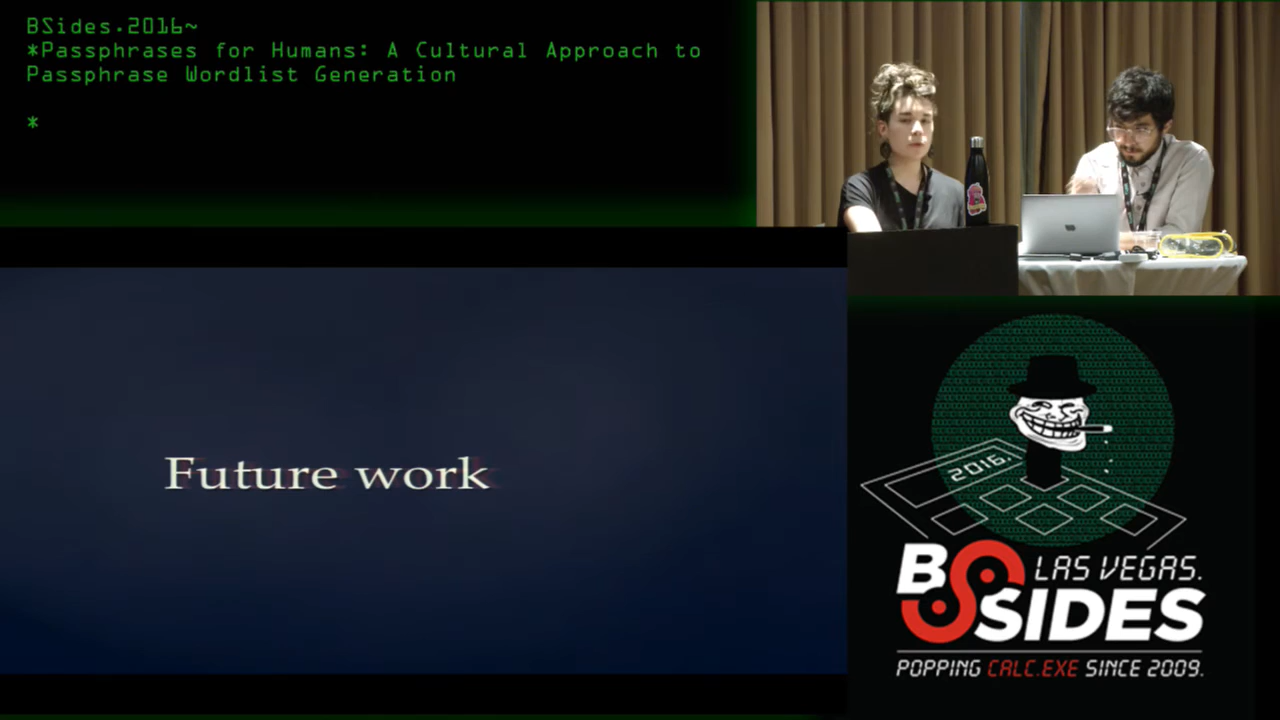 BSides.2016~
*Passphrases for Humans: A Cultural Approach to
Passphrase Wordlist Generation
*
Future work
2016.
BSIDES
LAS VEGAS.
POPPING CALC.EXE SINCE 2009.